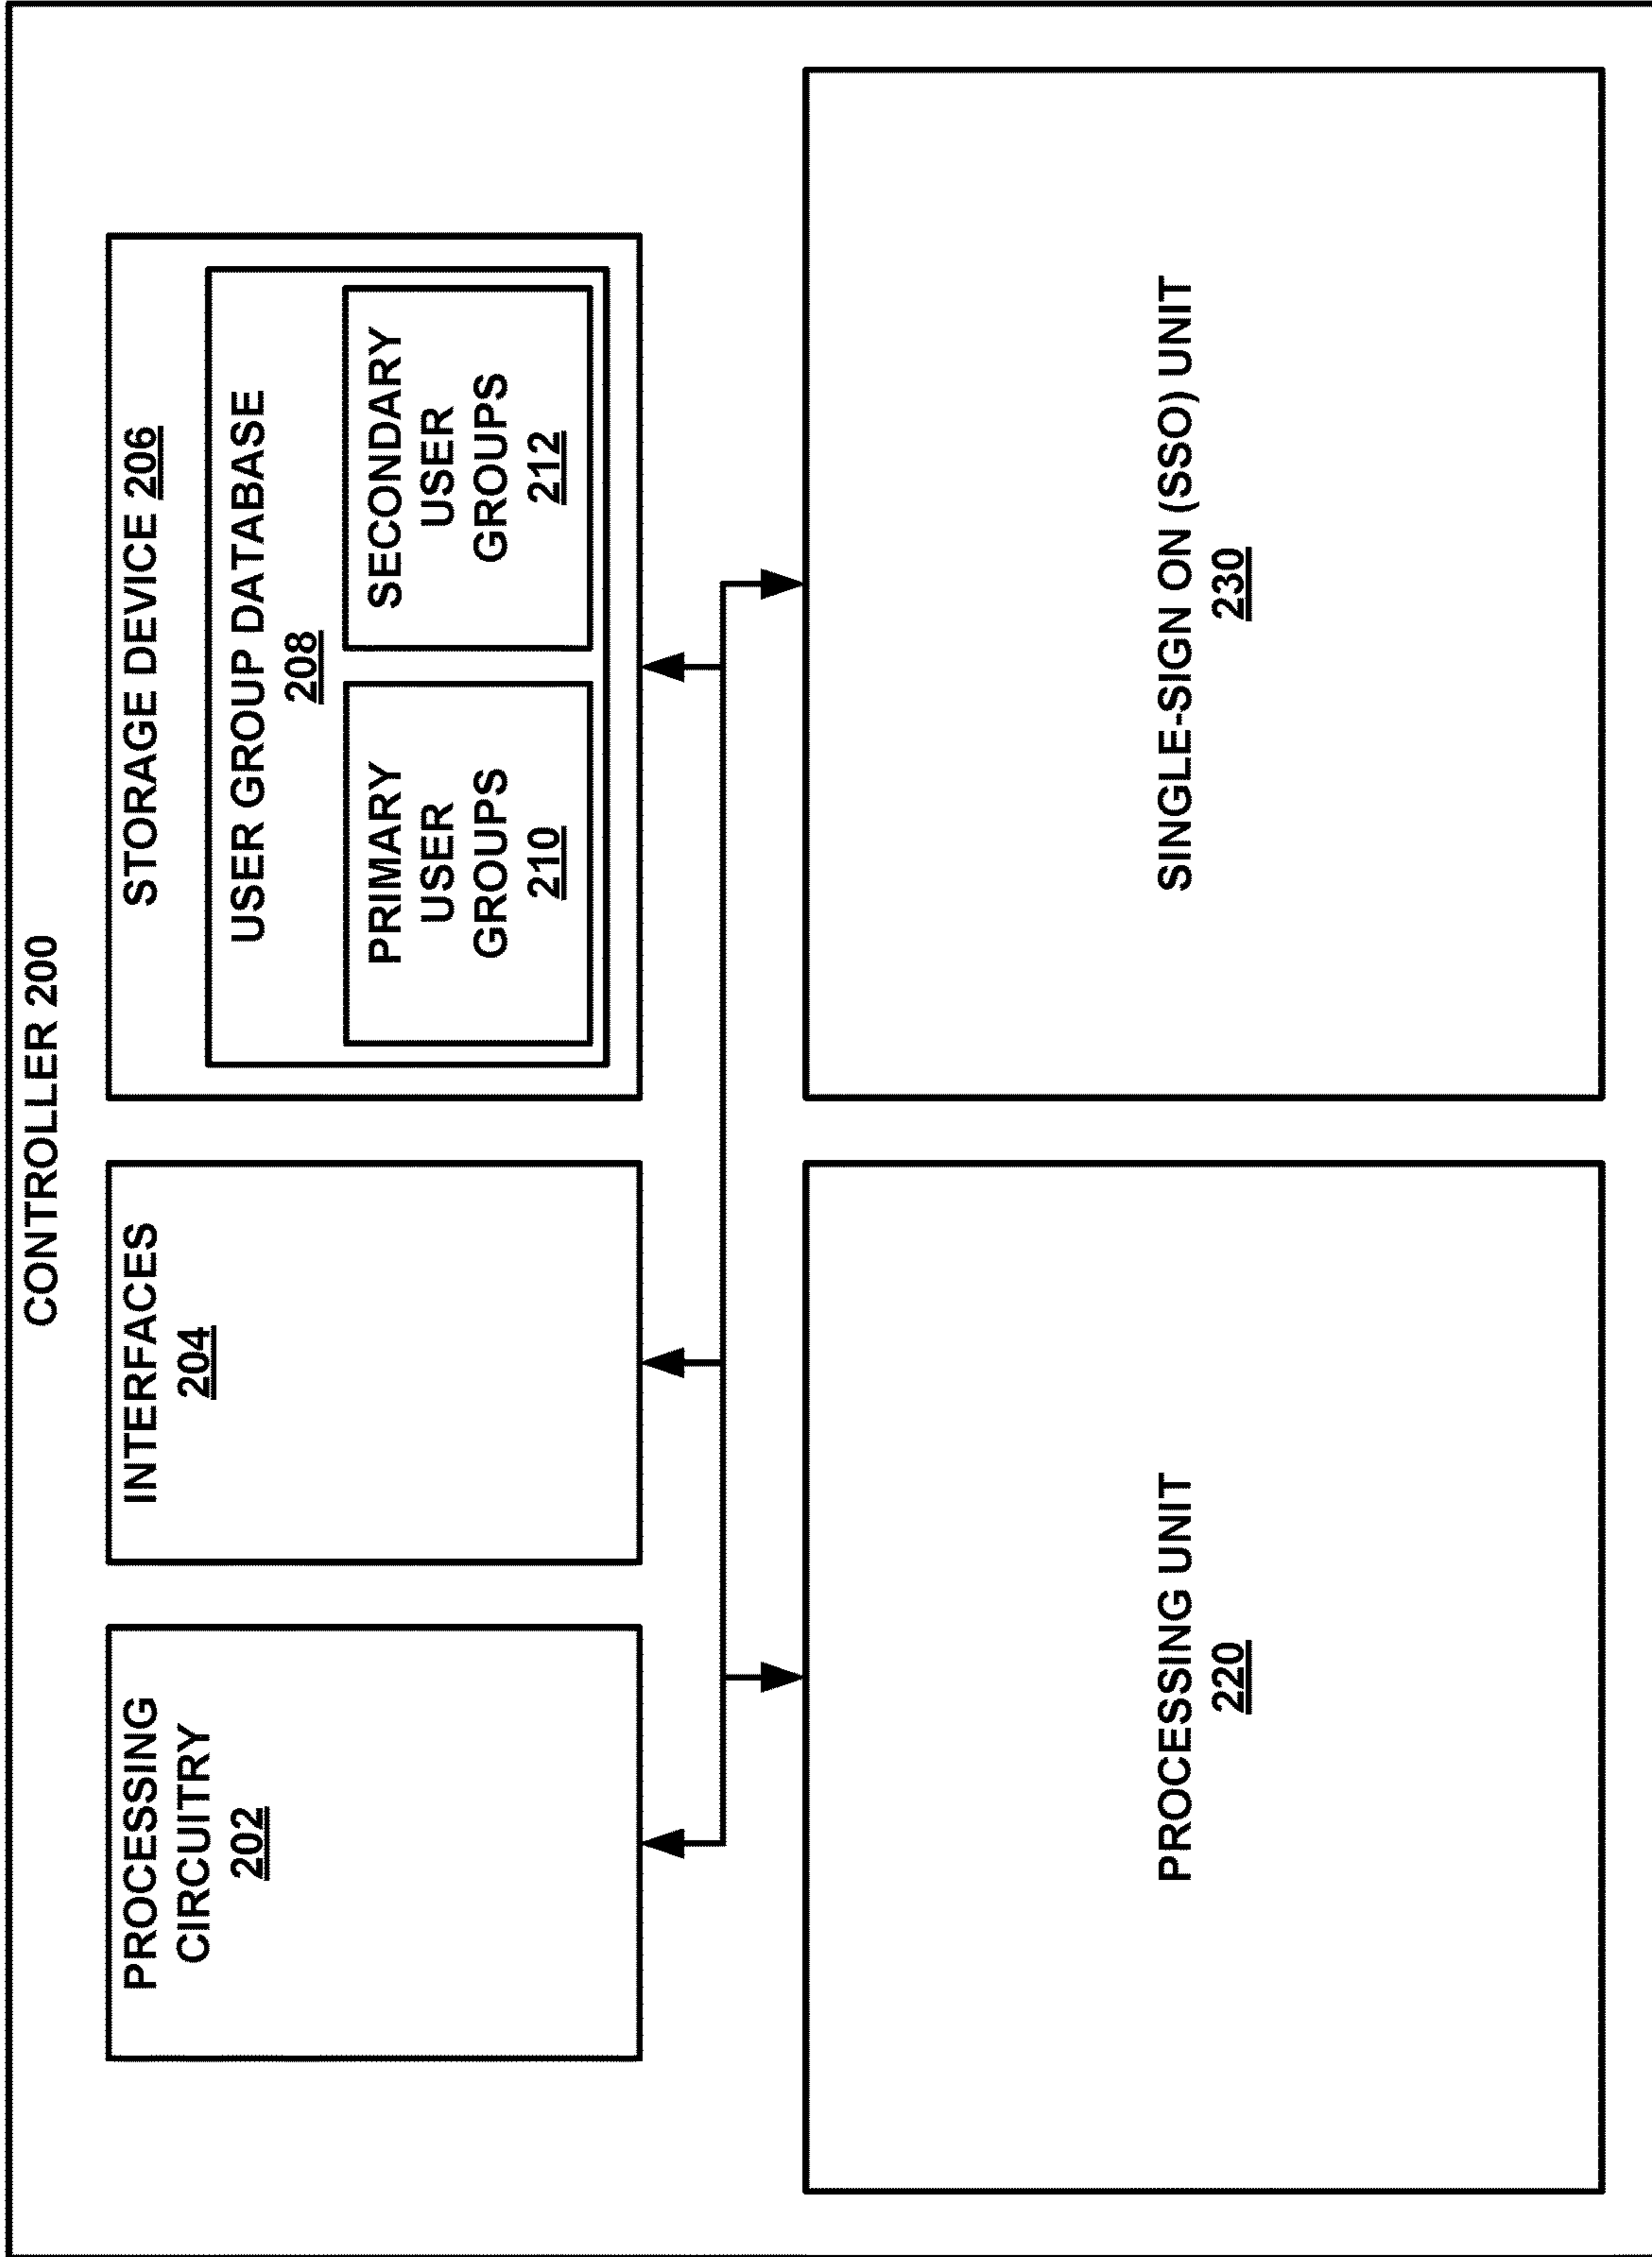 CONTROLLER 200
PROCESSING
CIRCUITRY
202
INTERFACES
204
STORAGE DEVICE 206
USER GROUP DATABASE
208
PRIMARY
USER
GROUPS
210
SECONDARY
USER
GROUPS
212
PROCESSING UNIT
220
SINGLE-SIGN ON (SSO) UNIT
230